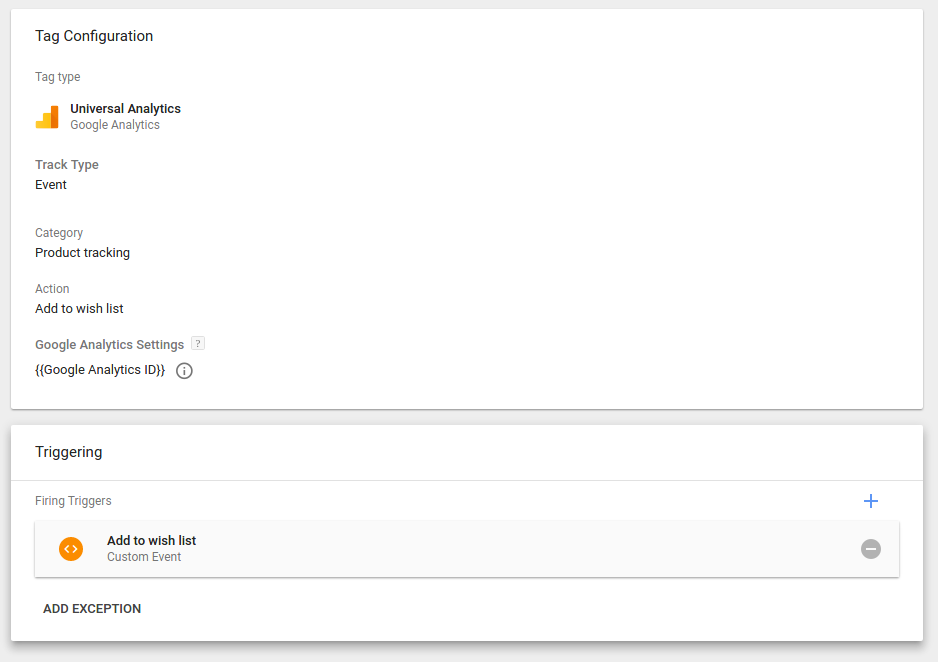 Tag Configuration
Tag type
Universal Analytics
Google Analytics
Track Type
Event
Category
Product tracking
Action
Add to wish list
Google Analytics Settings ?
{{Google Analytics ID}}
Triggering
Firing Triggers
Add to wish list
Custom Event
ADD EXCEPTION